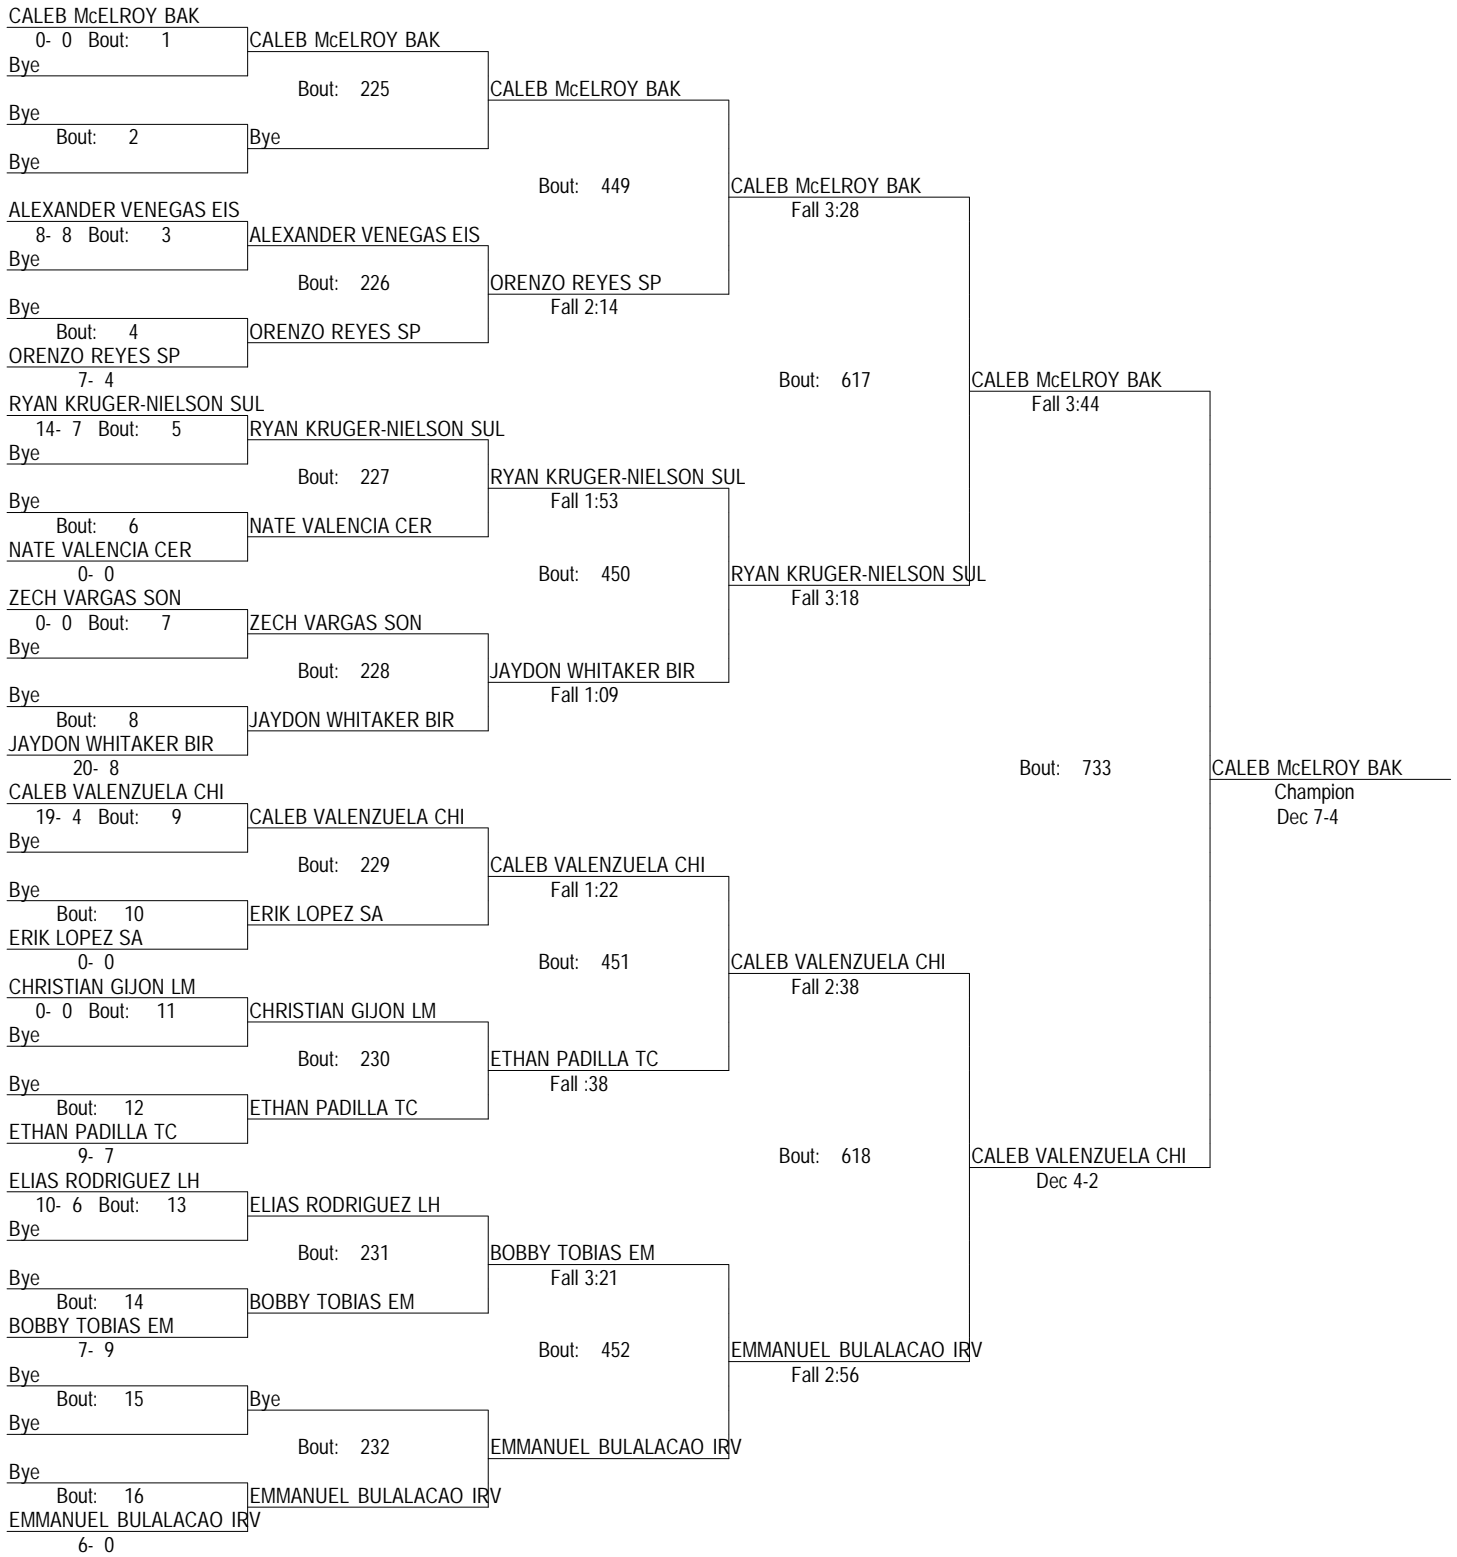 CALEB McELROY BAK
0- 0 Bout: 1
Bye
Bye
Bout: 2
Bye
ALEXANDER VENEGAS EIS
8- 8 Bout: 3
Bye
Bye
Bout: 4
ORENZO REYES SP
7- 4
RYAN KRUGER-NIELSON SUL
14- 7 Bout: 5
Bye
Bye
Bout: 6
NATE VALENCIA CER
0- 0
ZECH VARGAS SON
0- 0 Bout: 7
Bye
Bye
Bout: 8
JAYDON WHITAKER BIR
20- 8
CALEB VALENZUELA CHI
19- 4 Bout: 9
Bye
Bye
Bout: 10
ERIK LOPEZ SA
0- 0
CHRISTIAN GIJON LM
0- 0 Bout: 11
Bye
Bye
Bout: 12
ETHAN PADILLA TC
9- 7
ELIAS RODRIGUEZ LH
10- 6 Bout: 13
Bye
Bye
Bout: 14
BOBBY TOBIAS EM
7- 9
Bye
Bout: 15
Bye
Bye
Bout: 16
EMMANUEL BULALACAO IRV
6- 0
CALEB McELROY BAK
Bout: 225
Bye
ALEXANDER VENEGAS EIS
Bout: 226
ORENZO REYES SP
RYAN KRUGER-NIELSON SUL
Bout: 227
NATE VALENCIA CER
ZECH VARGAS SON
Bout: 228
JAYDON WHITAKER BIR
CALEB VALENZUELA CHI
Bout: 229
ERIK LOPEZ SA
CHRISTIAN GIJON LM
Bout: 230
ETHAN PADILLA TC
ELIAS RODRIGUEZ LH
Bout: 231
BOBBY TOBIAS EM
Bye
Bout: 232
EMMANUEL BULALACAO IRV
CALEB McELROY BAK
Bout: 449
ORENZO REYES SP
Fall 2:14
RYAN KRUGER-NIELSON SUL
Fall 1:53
Bout: 450
JAYDON WHITAKER BIR
Fall 1:09
CALEB VALENZUELA CHI
Fall 1:22
Bout: 451
ETHAN PADILLA TC
Fall :38
BOBBY TOBIAS EM
Fall 3:21
Bout: 452
EMMANUEL BULALACAO IRV
CALEB McELROY BAK
Fall 3:28
Bout: 617
RYAN KRUGER-NIELSON SUL
Fall 3:18
CALEB VALENZUELA CHI
Fall 2:38
Bout: 618
EMMANUEL BULALACAO IRV
Fall 2:56
CALEB McELROY BAK
Fall 3:44
Bout: 733
CALEB VALENZUELA CHI
Dec 4-2
CALEB McELROY BAK
Champion
Dec 7-4